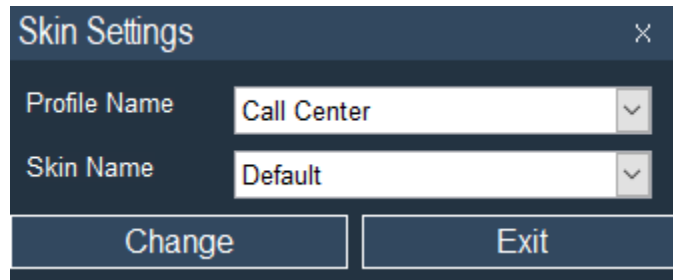 Skin Settings
Profile Name Call Center
Skin Name Default
Change Exit